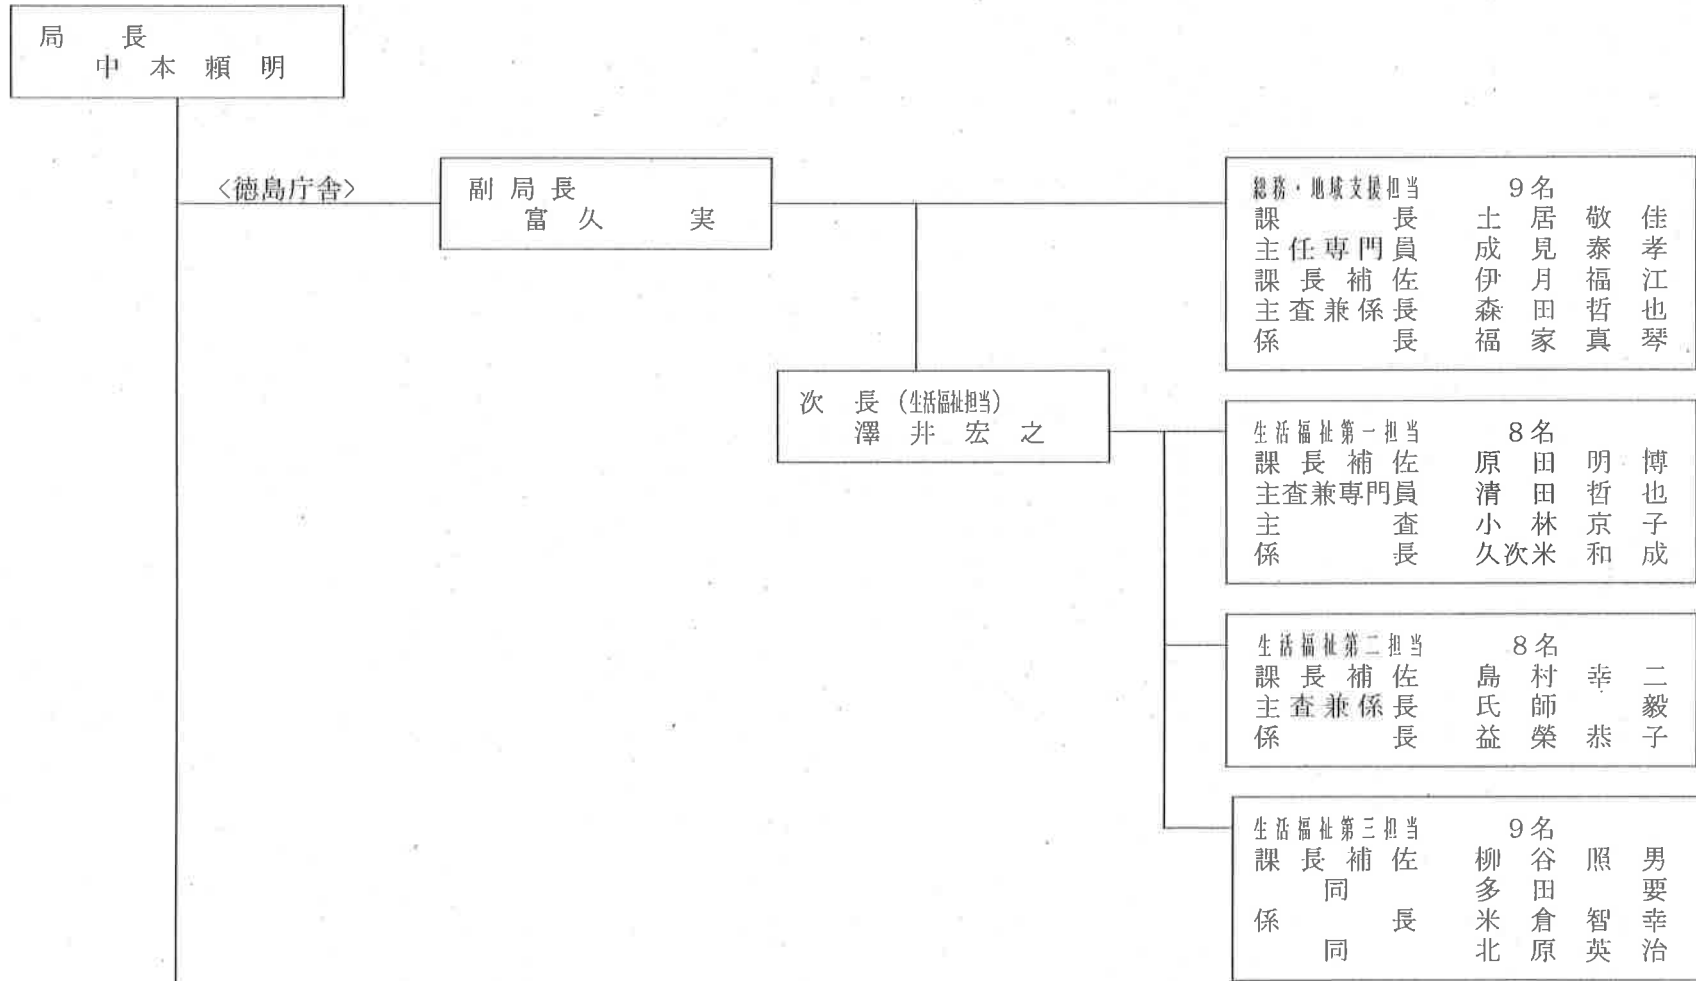 局　　長
中 本 頼 明
〈徳島庁舎〉
副 局 長
富 久　　実
総務・地域支援担当　　9名
課　　　　長　土 居 敬 佳
主任専門員　成 見 泰 孝
課 長 補 佐　伊 月 福 江
主査兼係長　森 田 哲 也
係　　　　長　福 家 真 琴
次　長（生活福祉担当）
澤 井 宏 之
生活福祉第一担当　　8名
課 長 補 佐　原 田 明 博
主査兼専門員　清 田 哲 也
主　　　　査　小 林 京 子
係　　　　長　久次米 和 成
生活福祉第二担当　　8名
課 長 補 佐　島 村 幸 二
主査兼係長　氏 師　　毅
係　　　　長　益 榮 恭 子
生活福祉第三担当　　9名
課 長 補 佐　柳 谷 照 男
同　　多 田　　要
係　　　　長　米 倉 智 幸
同　　北 原 英 治